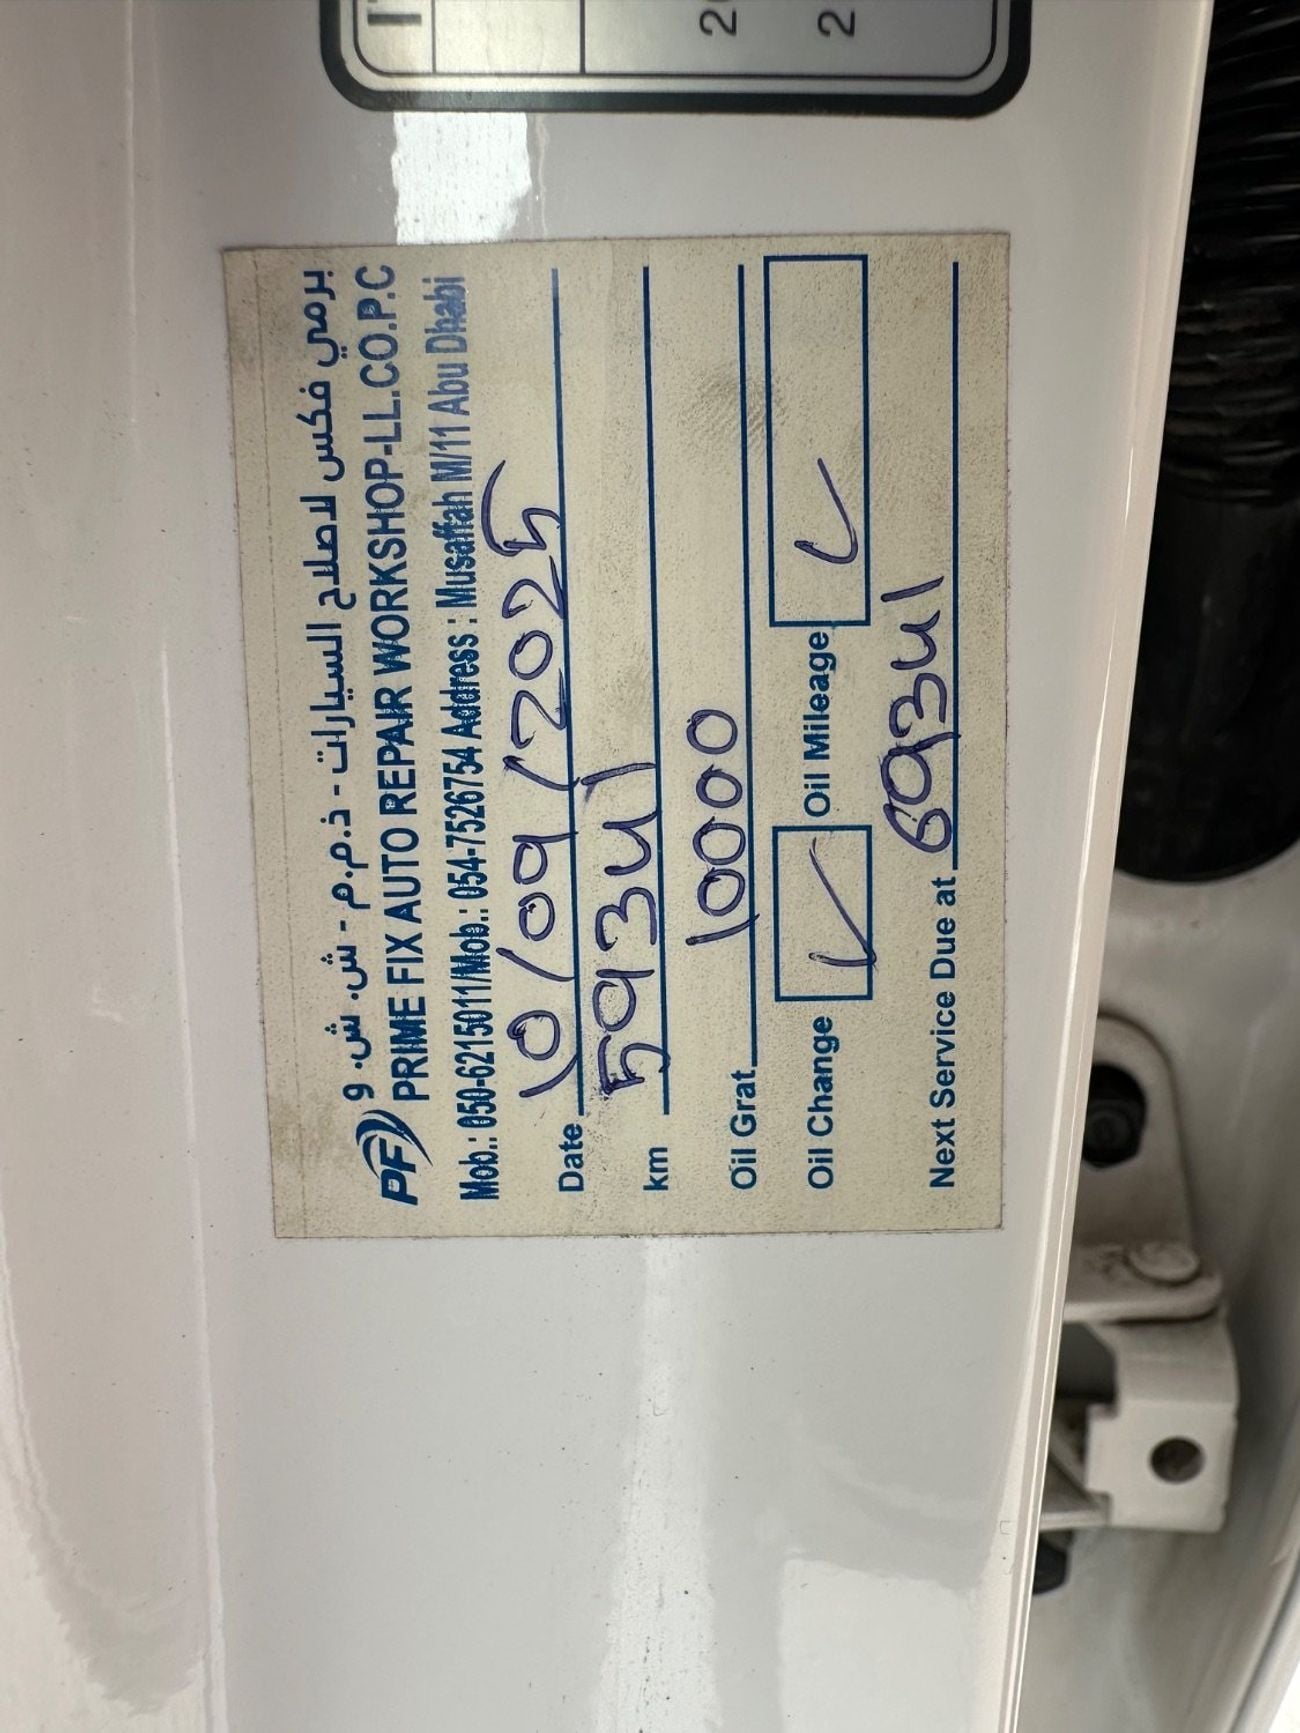 برمي فكس لاصلاح السيارات - ذ.م.م - ش. ش. و
PF PRIME FIX AUTO REPAIR WORKSHOP-LL.CO.P.C
Mob.: 050-6215011/Mob.: 054-7526754 Address : Musaffah M/11 Abu Dhabi
Date 10/09/2025
km 59341
Oil Grat. 10000
Oil Change ✓ Oil Mileage ✓
Next Service Due at 69341